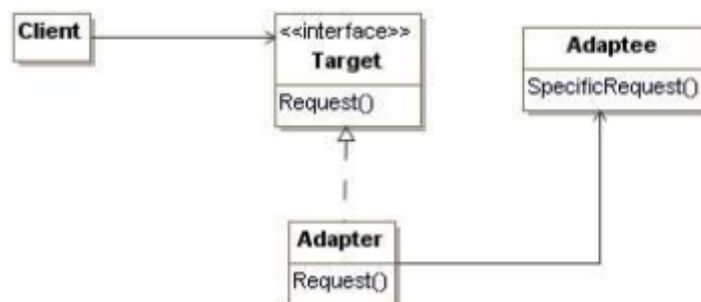 Client
<<interface>>
Target
Request()
Adaptee
SpecificRequest()
Adapter
Request()